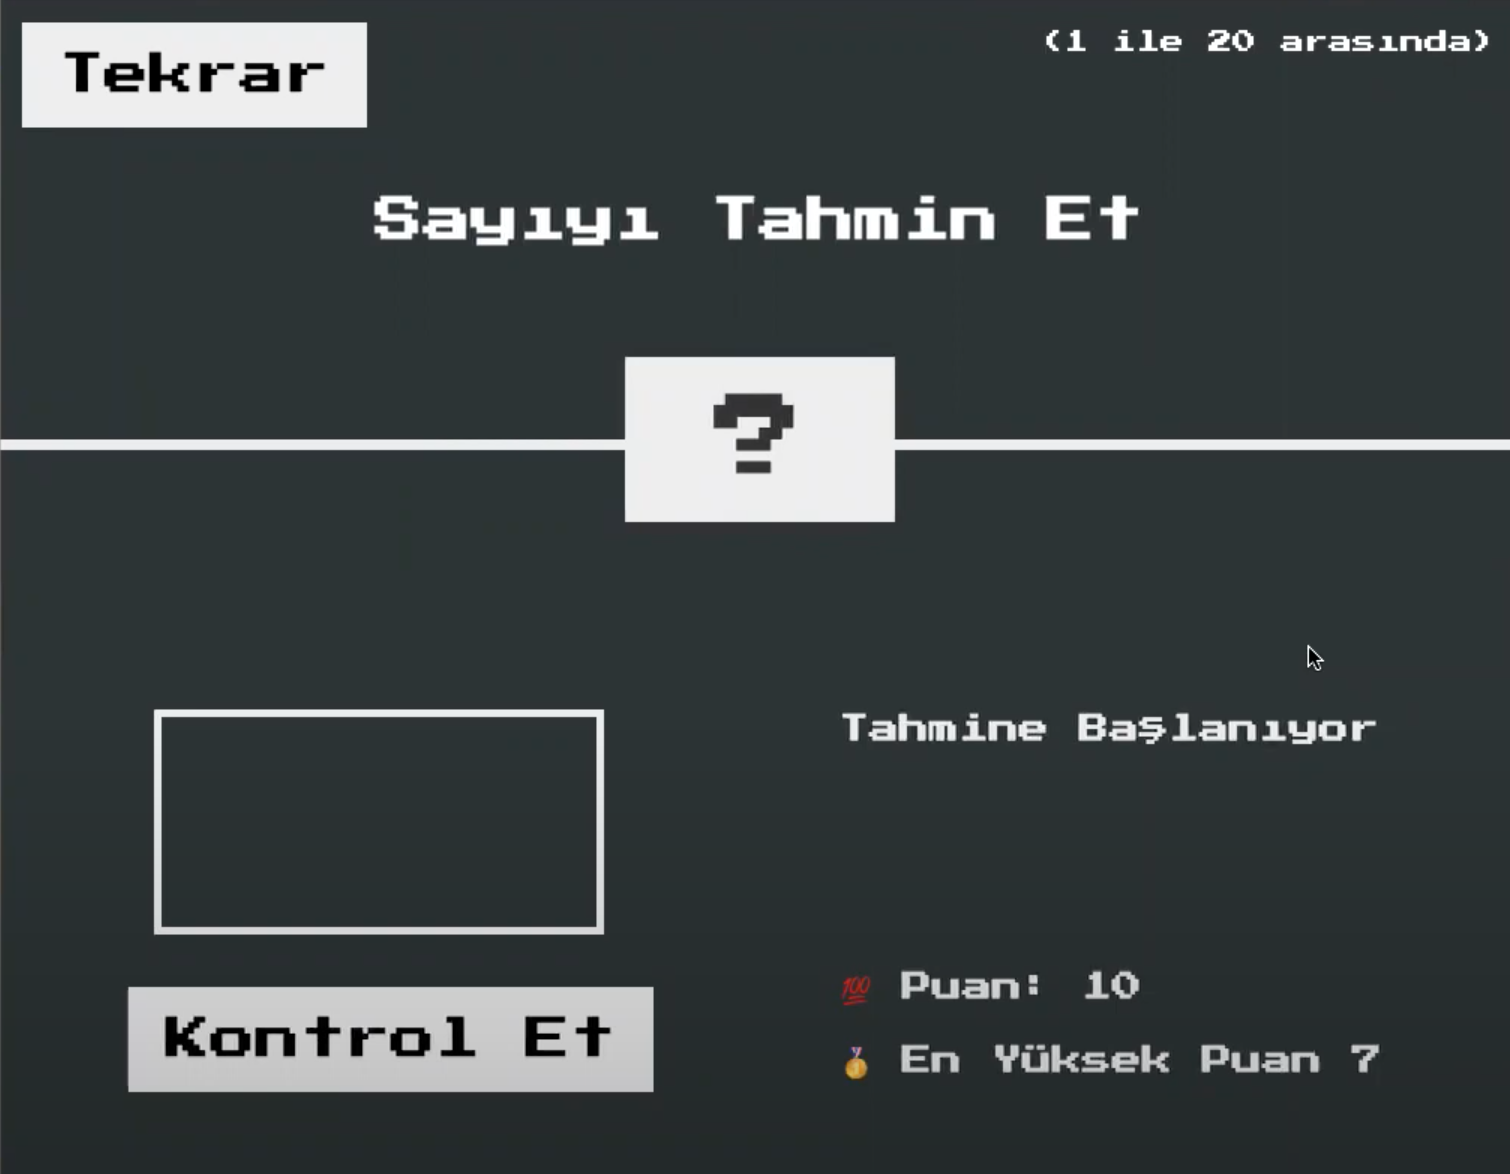 Tekrar
(1 ile 20 arasında)
Sayıyı Tahmin Et
?
Tahmine Başlanıyor
💯 Puan: 10
🥇 En Yüksek Puan 7
Kontrol Et